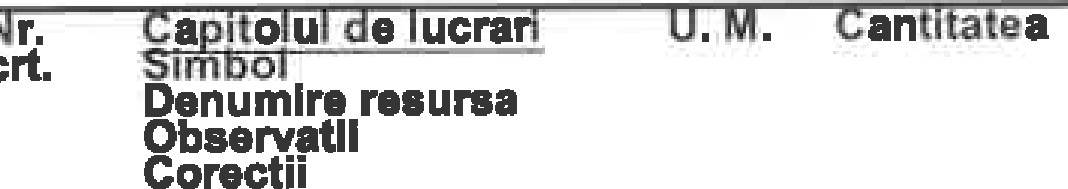 Nr. Capitolul de lucrari U. M. Cantitatea
crt. Simbol
Denumire resursa
Observatii
Corectii